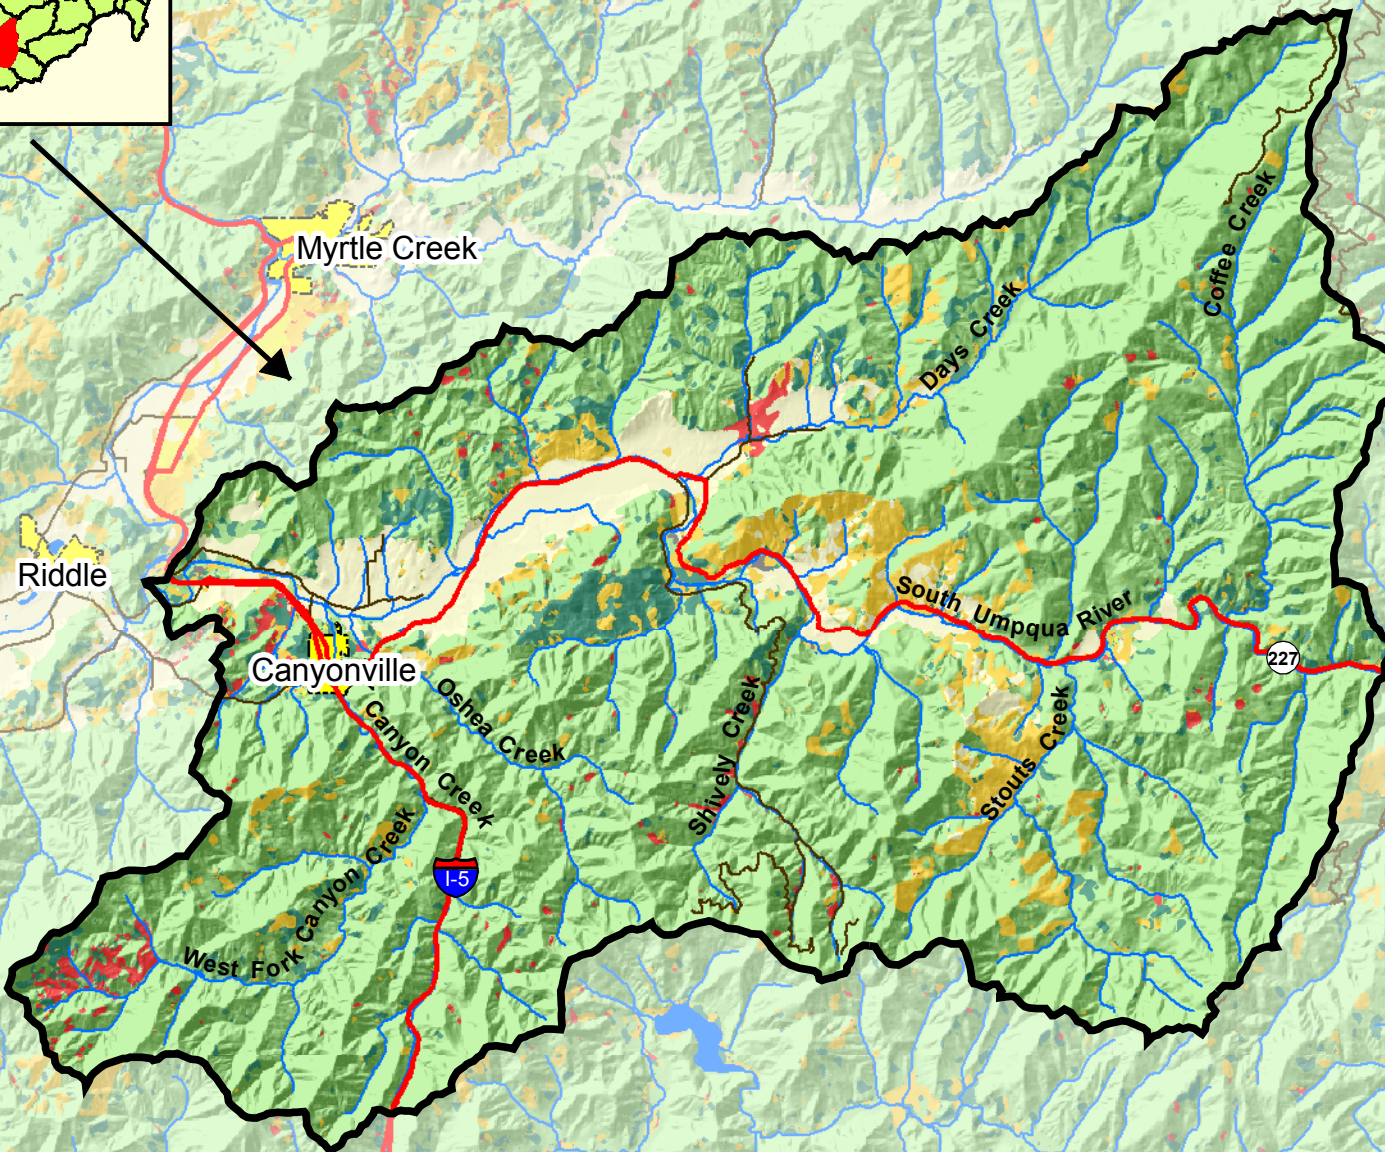 Myrtle Creek
Coffee Creek
Days Creek
Riddle
South Umpqua River
227
Canyonville
Oshea Creek
Canyon Creek
Shively Creek
Stouts Creek
I-5
West Fork Canyon Creek